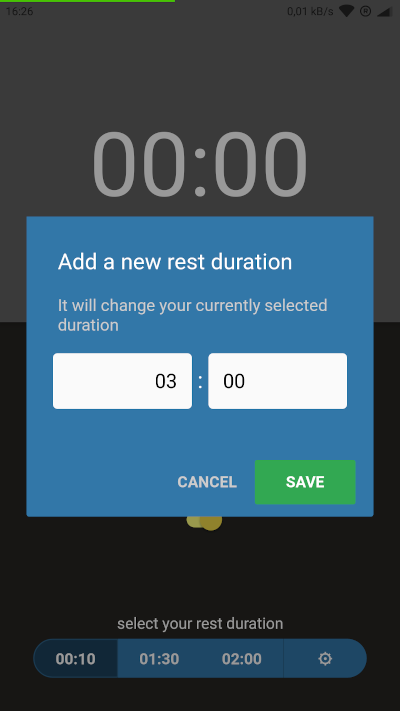 16:26 0,01 kB/s
00:00
Add a new rest duration
It will change your currently selected
duration
03 : 00
CANCEL SAVE
select your rest duration
00:10 01:30 02:00